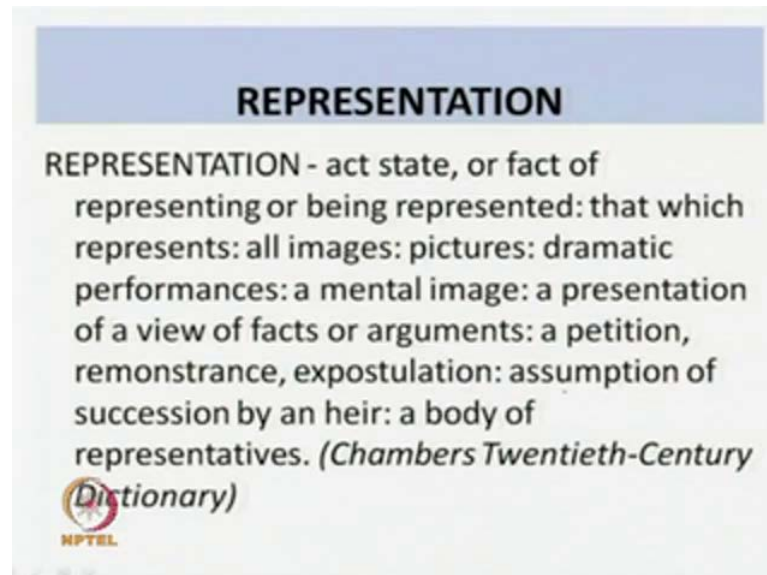 REPRESENTATION
REPRESENTATION - act state, or fact of
representing or being represented: that which
represents: all images: pictures: dramatic
performances: a mental image: a presentation
of a view of facts or arguments: a petition,
remonstrance, expostulation: assumption of
succession by an heir: a body of
representatives. (Chambers Twentieth-Century
Dictionary)
NPTEL